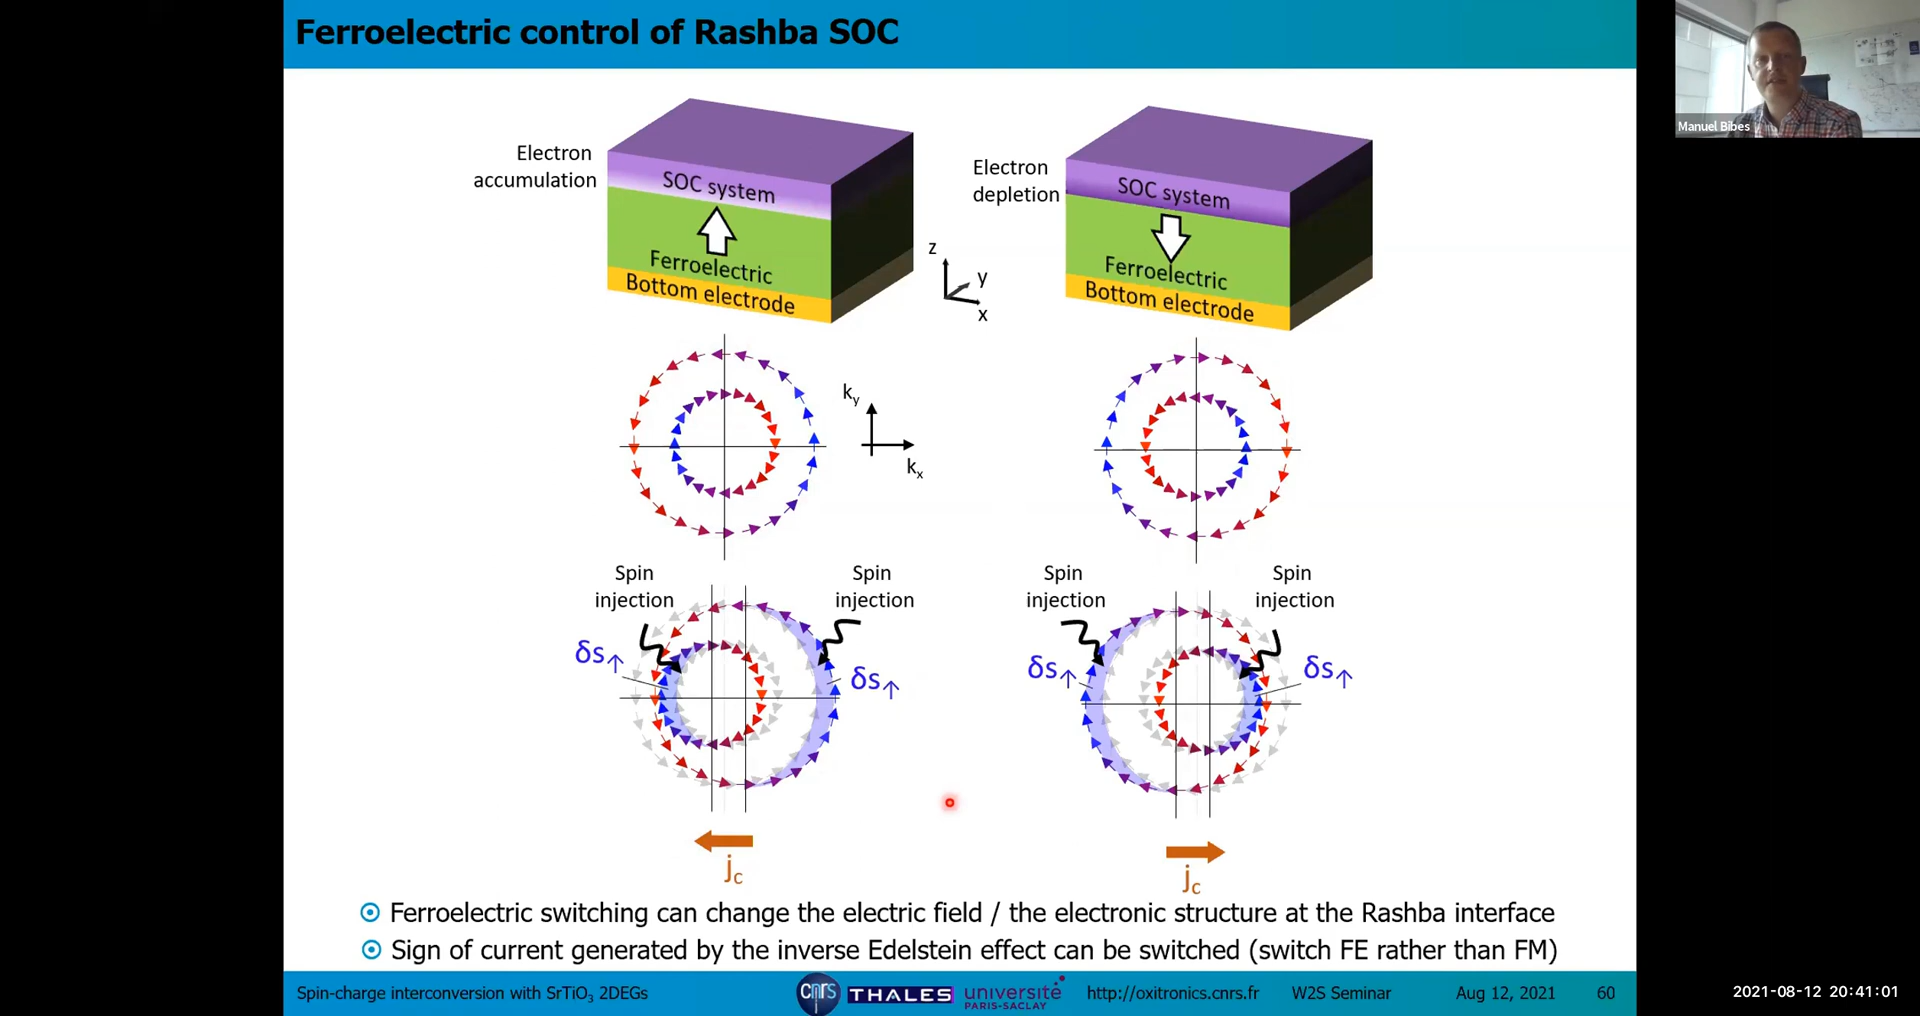 Ferroelectric control of Rashba SOC
Manuel Bibes
Electron
accumulation
SOC system
Ferroelectric
Bottom electrode
z
y
x
Electron
depletion
SOC system
Ferroelectric
Bottom electrode
ky
kx
Spin
injection
Spin
injection
δs↑
δs↑
Spin
injection
Spin
injection
δs↑
δs↑
jc
jc
Ferroelectric switching can change the electric field / the electronic structure at the Rashba interface
Sign of current generated by the inverse Edelstein effect can be switched (switch FE rather than FM)
Spin-charge interconversion with SrTiO3 2DEGs
cnrs
THALES
université
PARIS-SACLAY
http://oxitronics.cnrs.fr
W2S Seminar
Aug 12, 2021
60
2021-08-12 20:41:01